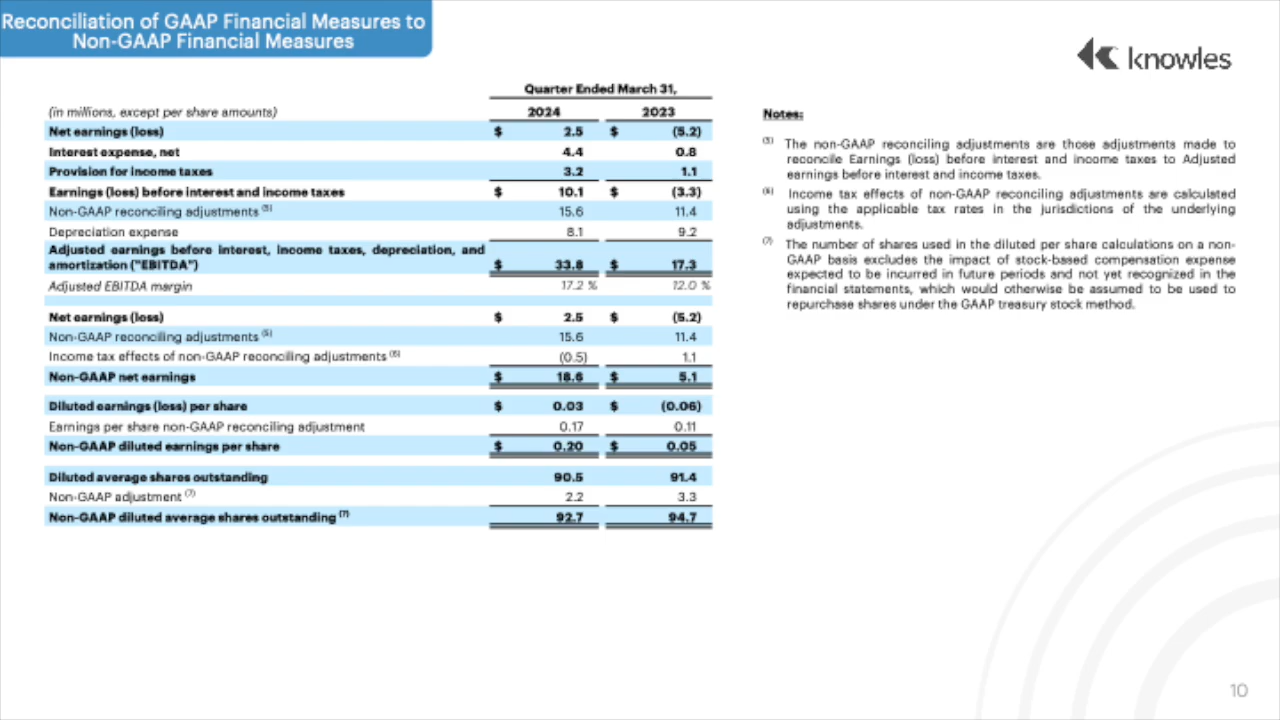 Reconciliation of GAAP Financial Measures to
Non-GAAP Financial Measures
knowles
Quarter Ended March 31,
(in millions, except per share amounts) 2024 2023
Net earnings (loss) $ 2.5 $ (5.2)
Interest expense, net 4.4 0.8
Provision for income taxes 3.2 1.1
Earnings (loss) before interest and income taxes $ 10.1 $ (3.3)
Non-GAAP reconciling adjustments (5) 15.6 11.4
Depreciation expense 8.1 9.2
Adjusted earnings before interest, income taxes, depreciation, and
amortization ("EBITDA") $ 33.8 $ 17.3
Adjusted EBITDA margin 17.2 % 12.0 %
Net earnings (loss) $ 2.5 $ (5.2)
Non-GAAP reconciling adjustments (5) 15.6 11.4
Income tax effects of non-GAAP reconciling adjustments (6) (0.5) 1.1
Non-GAAP net earnings $ 18.6 $ 5.1
Diluted earnings (loss) per share $ 0.03 $ (0.06)
Earnings per share non-GAAP reconciling adjustment 0.17 0.11
Non-GAAP diluted earnings per share $ 0.20 $ 0.05
Diluted average shares outstanding 90.5 91.4
Non-GAAP adjustment (7) 2.2 3.3
Non-GAAP diluted average shares outstanding (7) 92.7 94.7
Notes:
(5) The non-GAAP reconciling adjustments are those adjustments made to
reconcile Earnings (loss) before interest and income taxes to Adjusted
earnings before interest and income taxes.
(6) Income tax effects of non-GAAP reconciling adjustments are calculated
using the applicable tax rates in the jurisdictions of the underlying
adjustments.
(7) The number of shares used in the diluted per share calculations on a non-
GAAP basis excludes the impact of stock-based compensation expense
expected to be incurred in future periods and not yet recognized in the
financial statements, which would otherwise be assumed to be used to
repurchase shares under the GAAP treasury stock method.
10